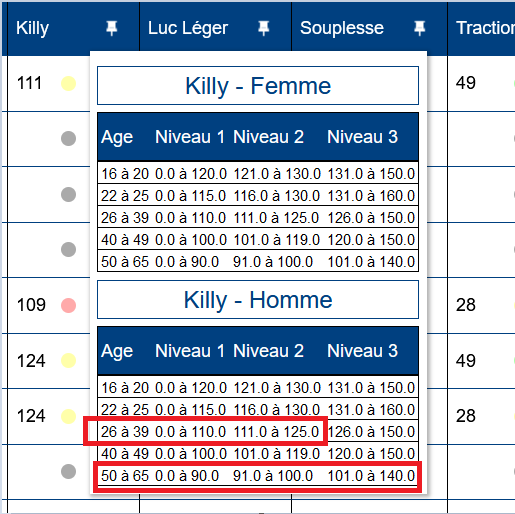 Killy Luc Léger Souplesse Traction
111 49
Killy - Femme
Age Niveau 1 Niveau 2 Niveau 3
16 à 20 0.0 à 120.0 121.0 à 130.0 131.0 à 150.0
22 à 25 0.0 à 115.0 116.0 à 130.0 131.0 à 160.0
26 à 39 0.0 à 110.0 111.0 à 125.0 126.0 à 150.0
40 à 49 0.0 à 100.0 101.0 à 119.0 120.0 à 150.0
50 à 65 0.0 à 90.0 91.0 à 100.0 101.0 à 140.0
109 28
Killy - Homme
Age Niveau 1 Niveau 2 Niveau 3
124 49
16 à 20 0.0 à 120.0 121.0 à 130.0 131.0 à 150.0
22 à 25 0.0 à 115.0 116.0 à 130.0 131.0 à 160.0
124 28
26 à 39 0.0 à 110.0 111.0 à 125.0 126.0 à 150.0
40 à 49 0.0 à 100.0 101.0 à 119.0 120.0 à 150.0
50 à 65 0.0 à 90.0 91.0 à 100.0 101.0 à 140.0